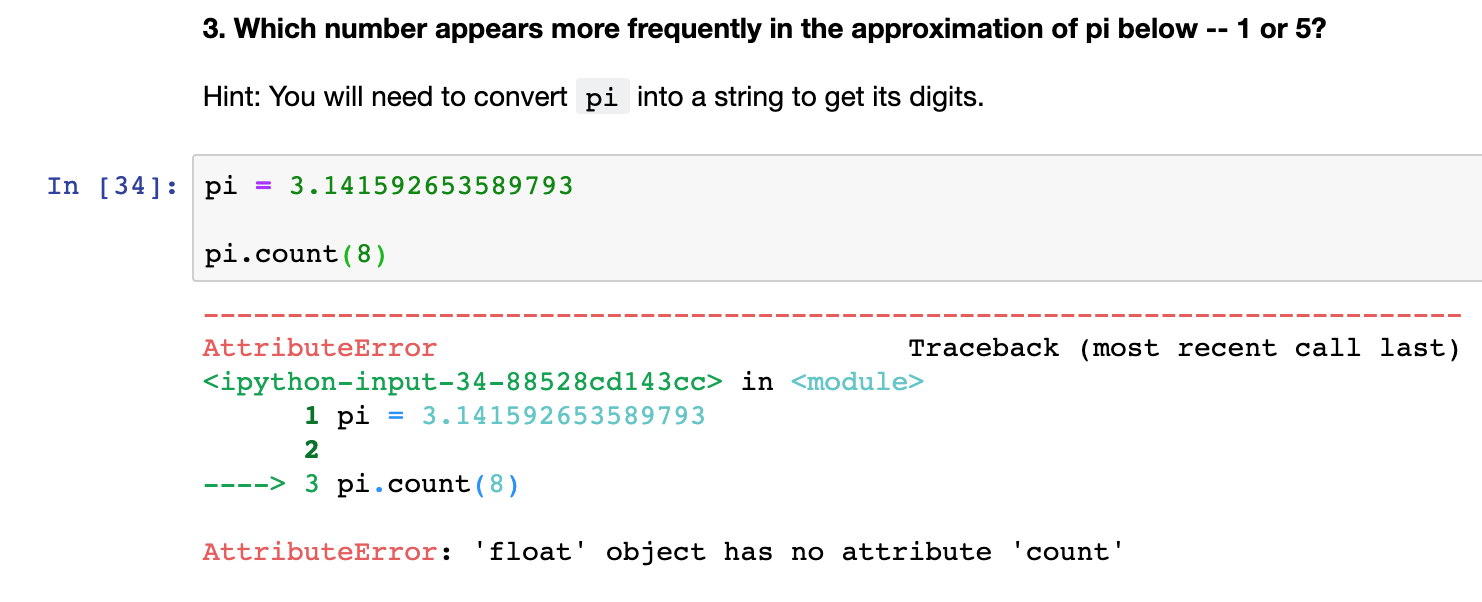 3. Which number appears more frequently in the approximation of pi below -- 1 or 5?
Hint: You will need to convert pi into a string to get its digits.
In [34]: pi = 3.141592653589793
pi.count(8)
---------------------------------------------------------------------------
AttributeError Traceback (most recent call last)
<ipython-input-34-88528cd143cc> in <module>
1 pi = 3.141592653589793
2
----> 3 pi.count(8)
AttributeError: 'float' object has no attribute 'count'